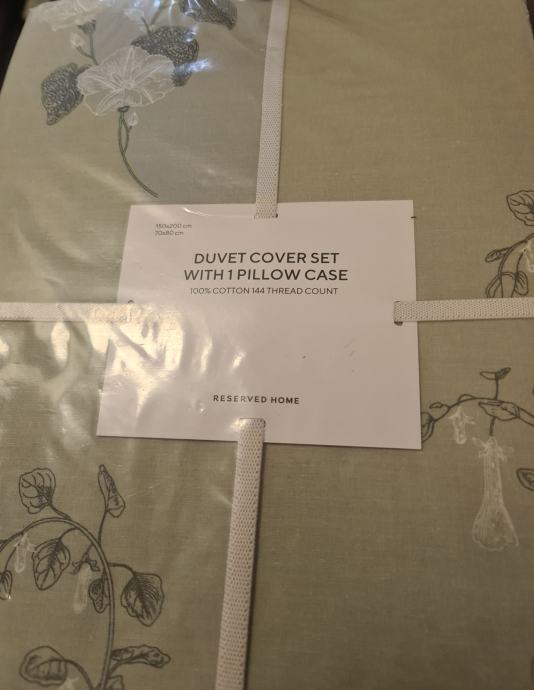 150x200 cm
70x80 cm
DUVET COVER SET
WITH 1 PILLOW CASE
100% COTTON 144 THREAD COUNT
RESERVED HOME